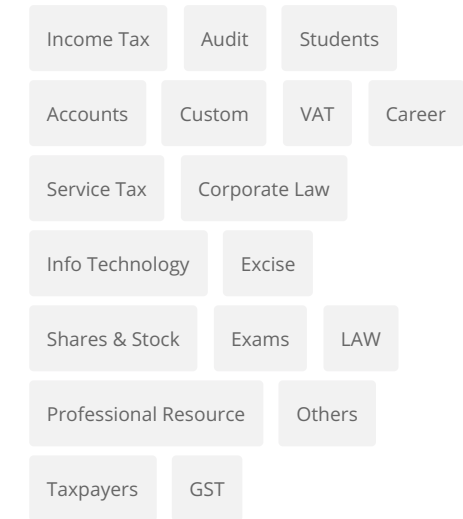 Income Tax Audit Students
Accounts Custom VAT Career
Service Tax Corporate Law
Info Technology Excise
Shares & Stock Exams LAW
Professional Resource Others
Taxpayers GST